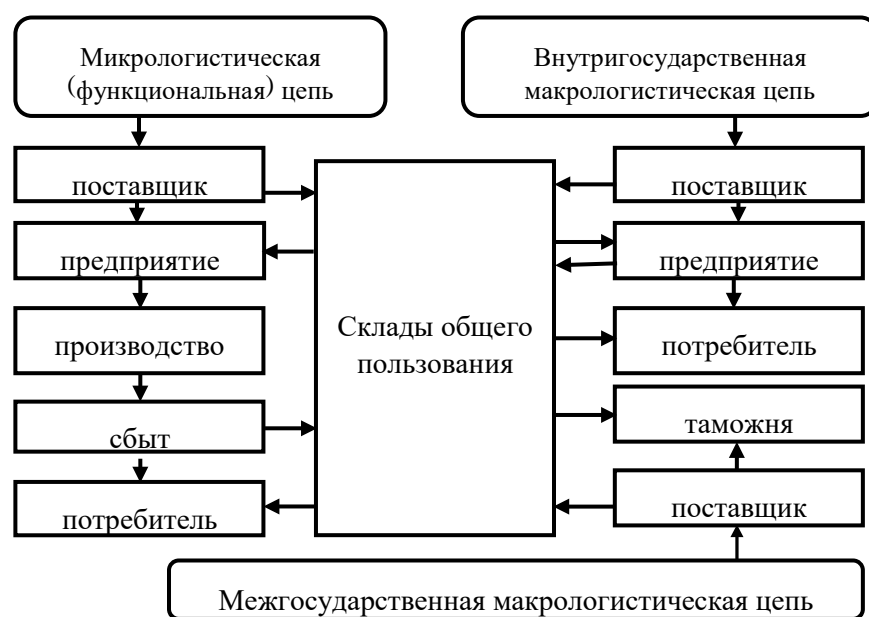 Микрологистическая
(функциональная) цепь
Внутригосударственная
макрологистическая цепь
поставщик
предприятие
производство
сбыт
потребитель
Склады общего
пользования
поставщик
предприятие
потребитель
таможня
поставщик
Межгосударственная макрологистическая цепь